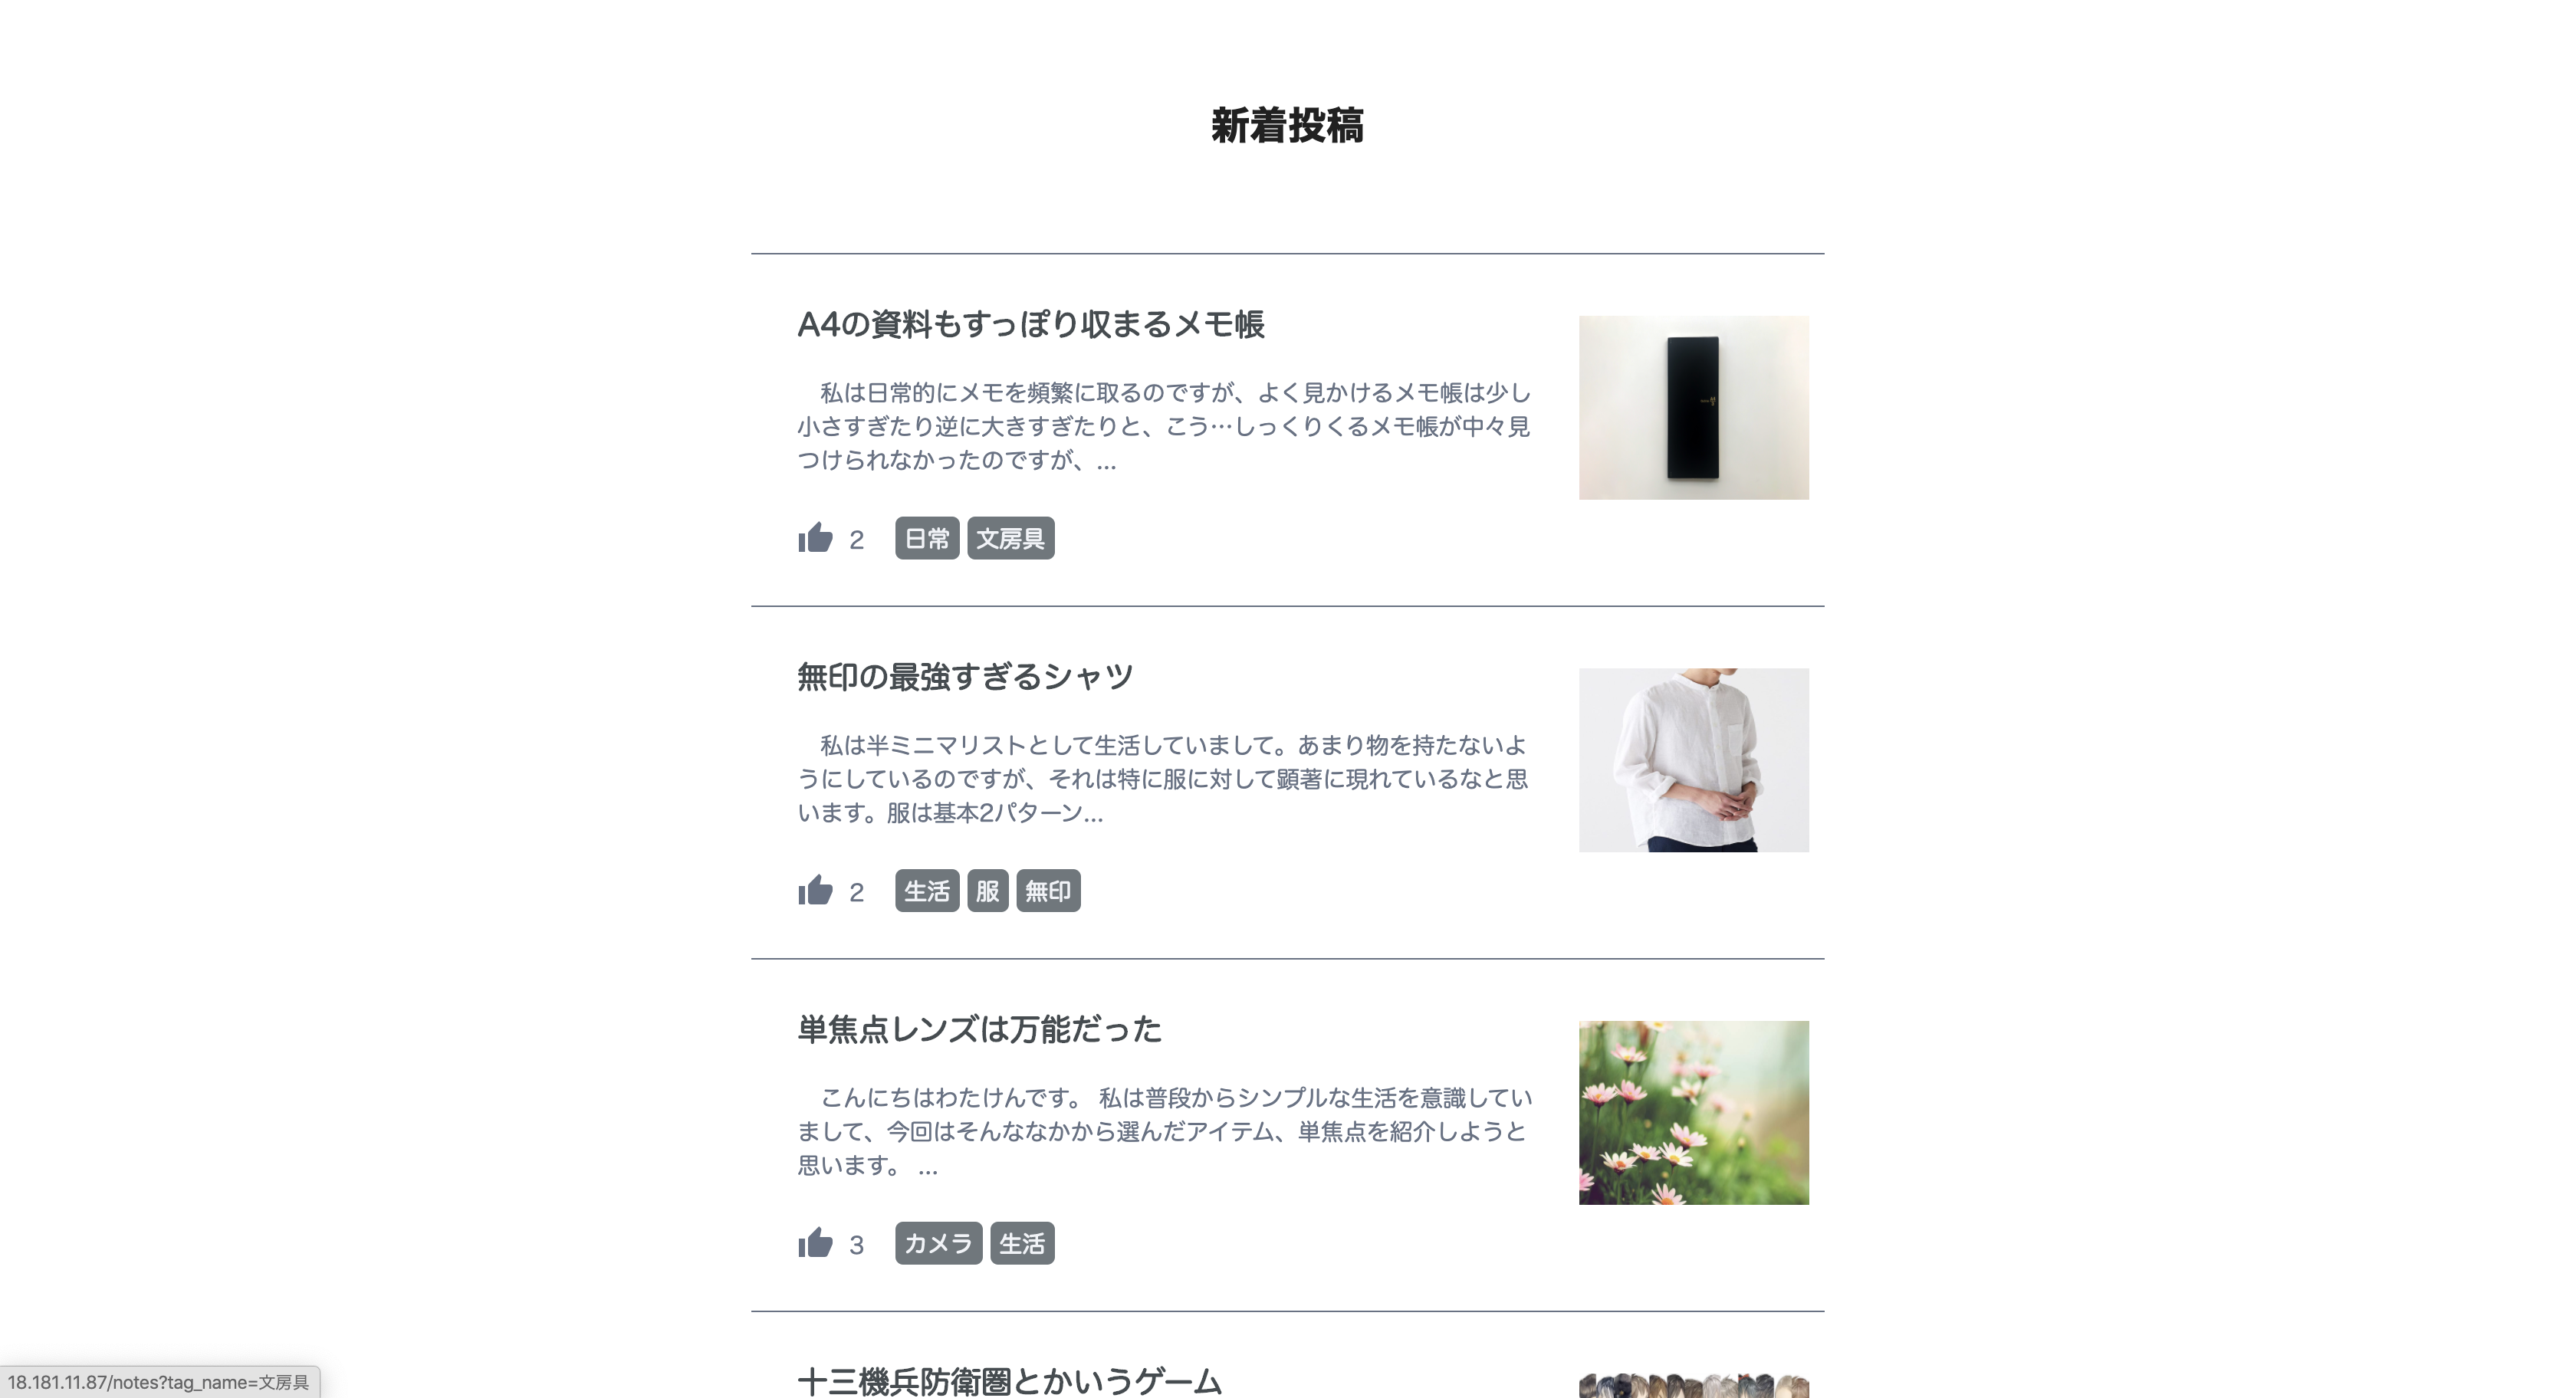 新着投稿
A4の資料もすっぽり収まるメモ帳
私は日常的にメモを頻繁に取るのですが、よく見かけるメモ帳は少し
小さすぎたり逆に大きすぎたりと、こう…しっくりくるメモ帳が中々見
つけられなかったのですが、...
2 日常 文房具
無印の最強すぎるシャツ
私は半ミニマリストとして生活していまして。あまり物を持たないよ
うにしているのですが、それは特に服に対して顕著に現れているなと思
います。服は基本2パターン...
2 生活 服 無印
単焦点レンズは万能だった
こんにちはわたけんです。 私は普段からシンプルな生活を意識してい
まして、今回はそんななかから選んだアイテム、単焦点を紹介しようと
思います。 ...
3 カメラ 生活
十三機兵防衛圏とかいうゲーム
18.181.11.87/notes?tag_name=文房具